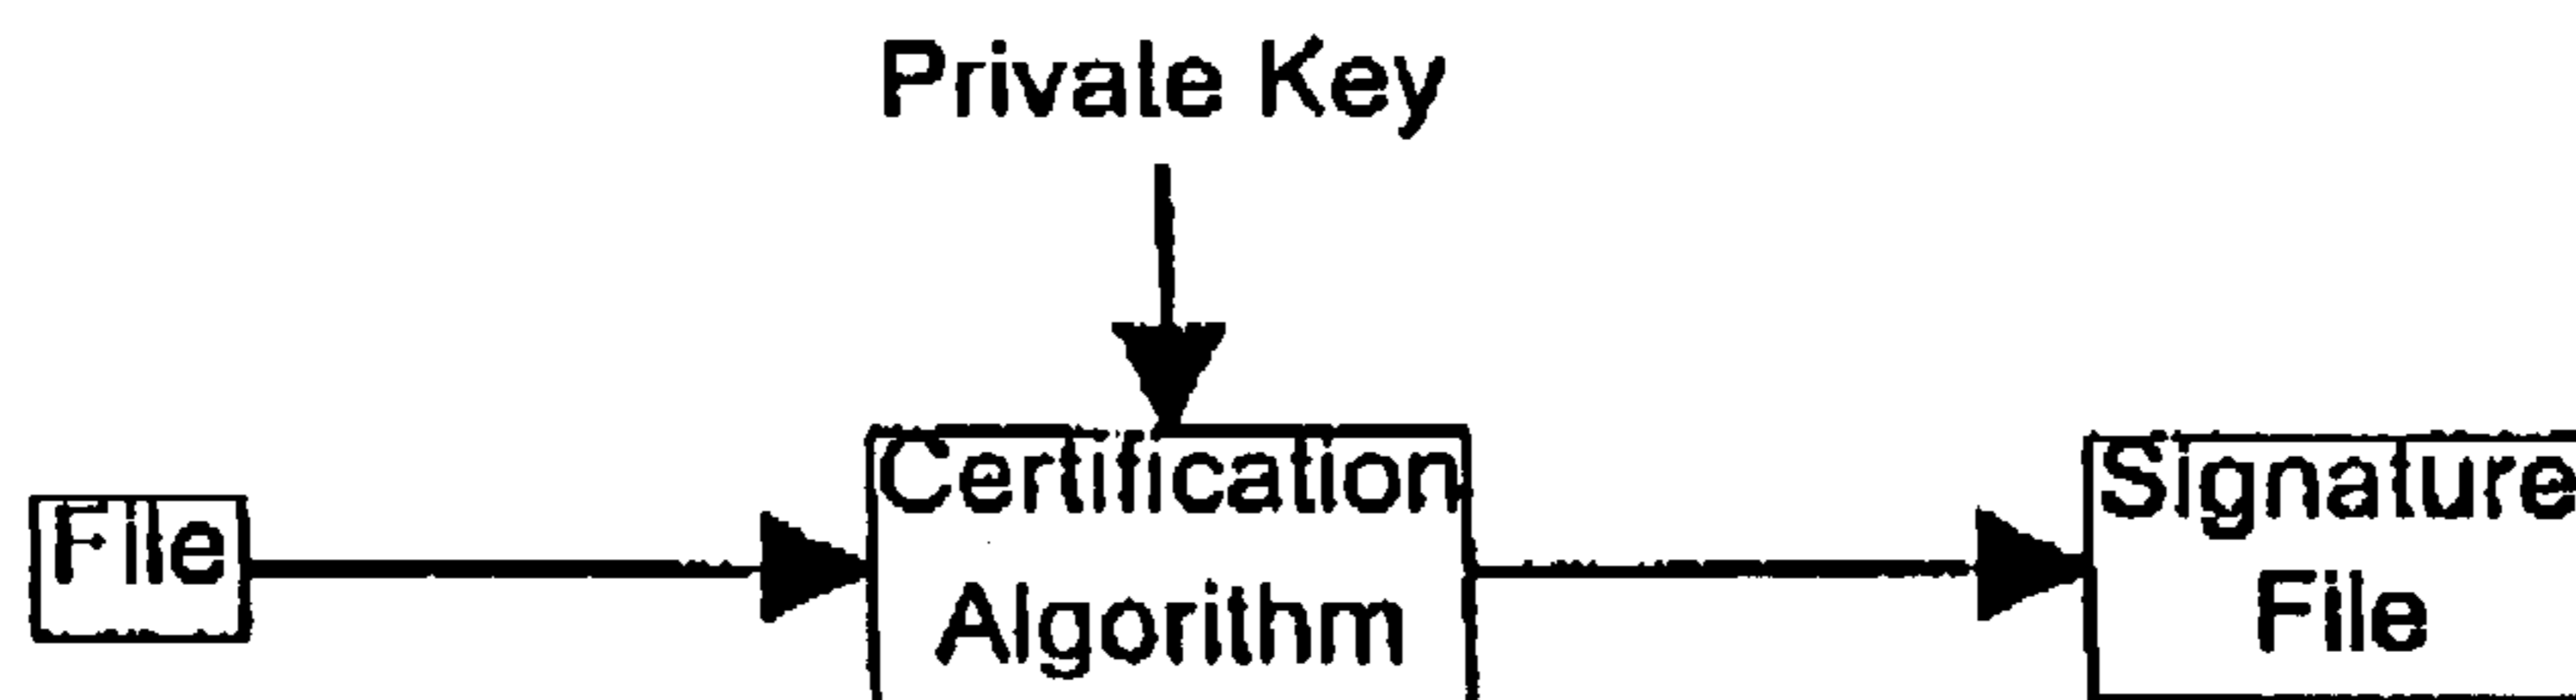 Private Key
Certification
Algorithm
File
Signature
File